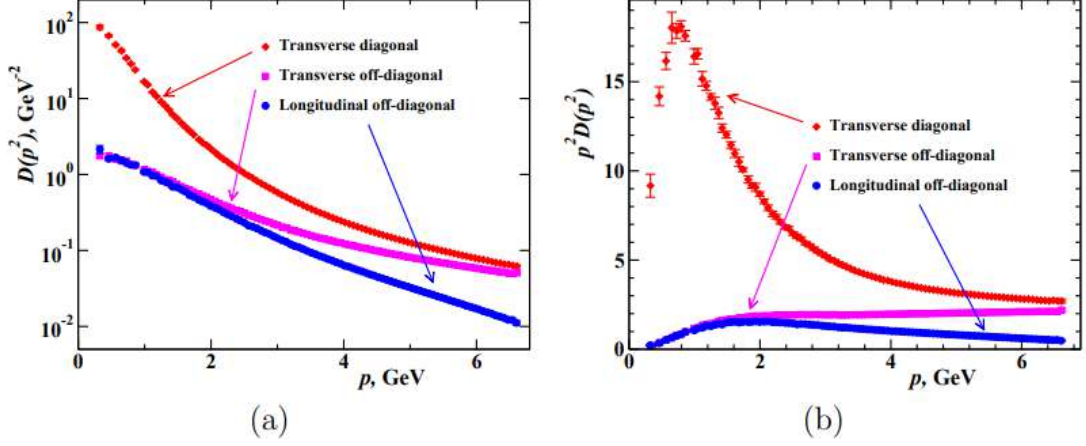 D(p²), GeV⁻²
10²
10¹
10⁰
10⁻¹
10⁻²
Transverse diagonal
Transverse off-diagonal
Longitudinal off-diagonal
0 2 4 6
p, GeV
(a)
p²D(p²)
15
10
5
0
Transverse diagonal
Transverse off-diagonal
Longitudinal off-diagonal
0 2 4 6
p, GeV
(b)